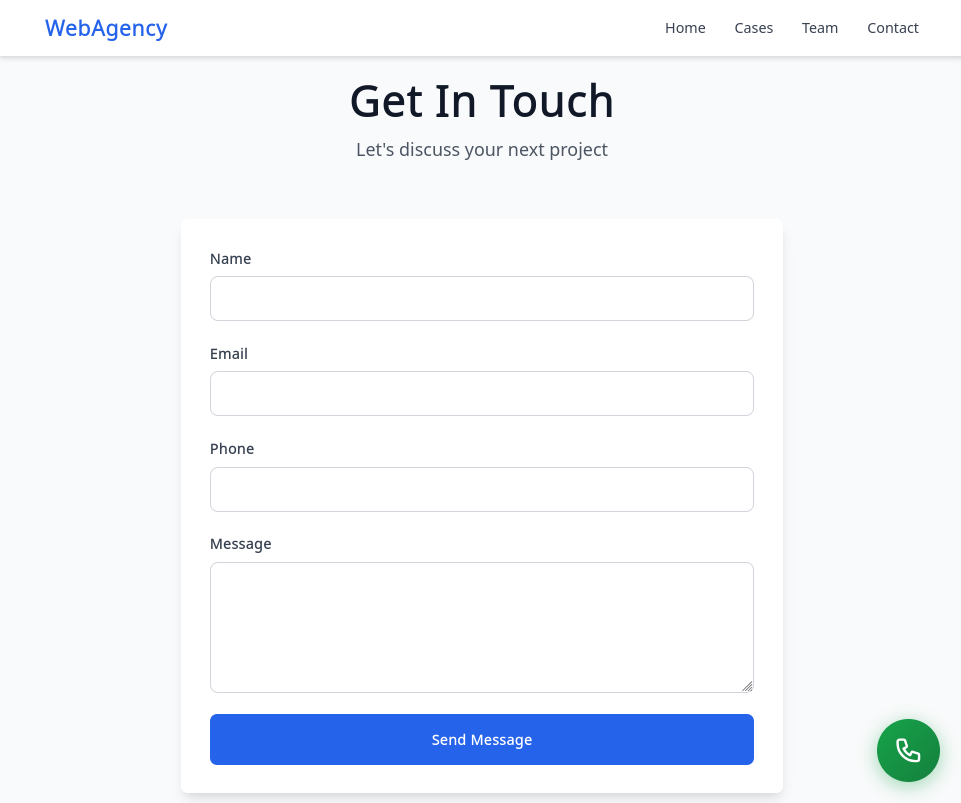 WebAgency
Home Cases Team Contact
Get In Touch
Let's discuss your next project
Name
Email
Phone
Message
Send Message